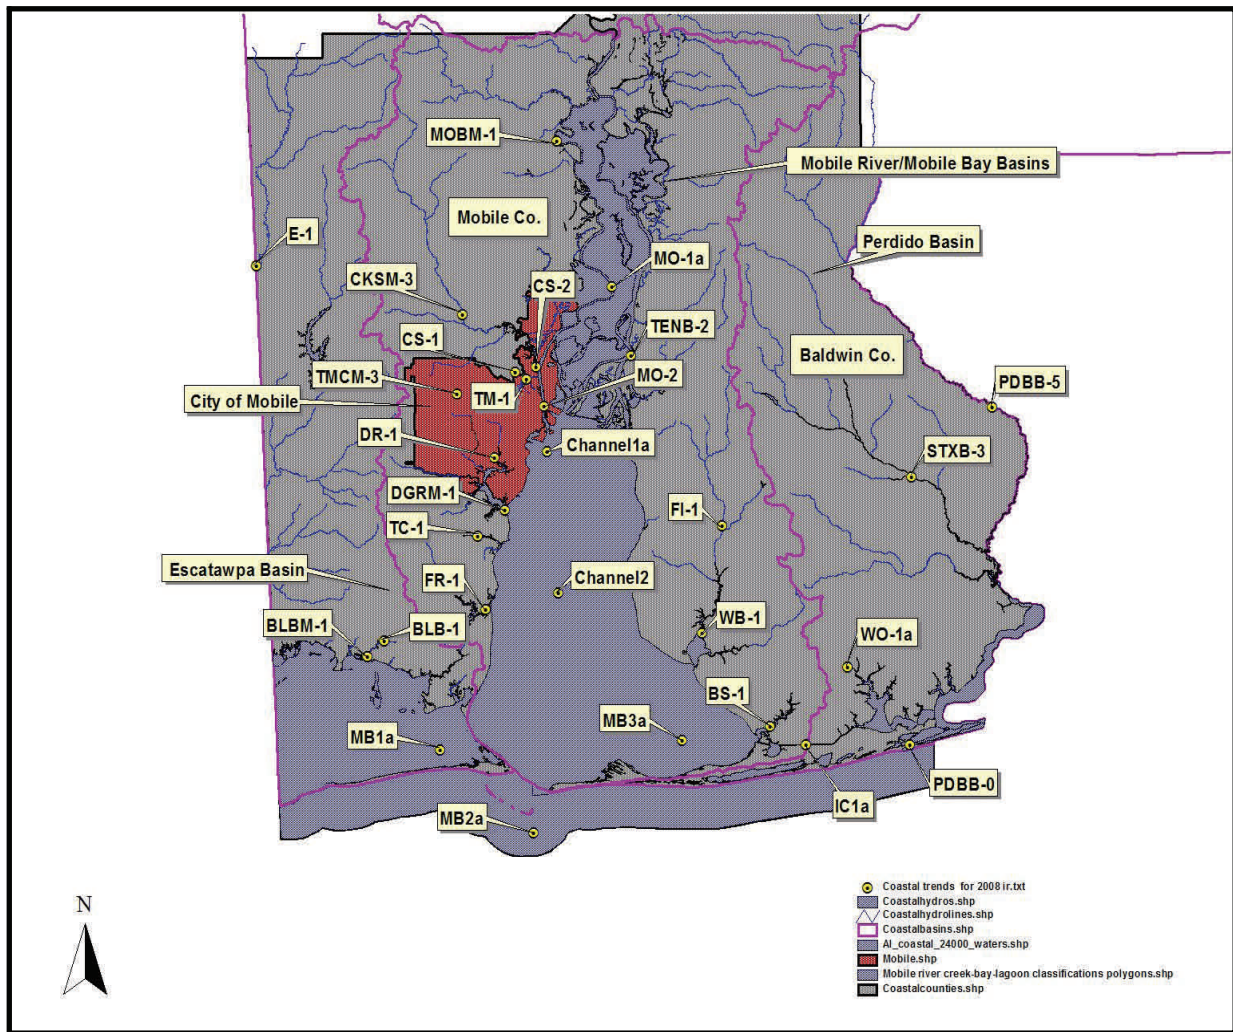 MOBM-1
Mobile River/Mobile Bay Basins
Mobile Co.
E-1
Perdido Basin
MO-1a
CKSM-3
CS-2
TENB-2
CS-1
Baldwin Co.
TMCM-3
MO-2
PDBB-5
City of Mobile
TM-1
DR-1
Channel1a
STXB-3
DGRM-1
FI-1
TC-1
Escatawpa Basin
FR-1
Channel2
BLBM-1
BLB-1
WB-1
WO-1a
BS-1
MB3a
MB1a
PDBB-0
IC1a
MB2a
N
Coastal trends for 2008 ir.txt
Coastalhydros.shp
Coastalhydrolines.shp
Coastalbasins.shp
Al_coastal_24000_waters.shp
Mobile.shp
Mobile river creek-bay-lagoon classifications polygons.shp
Coastalcounties.shp